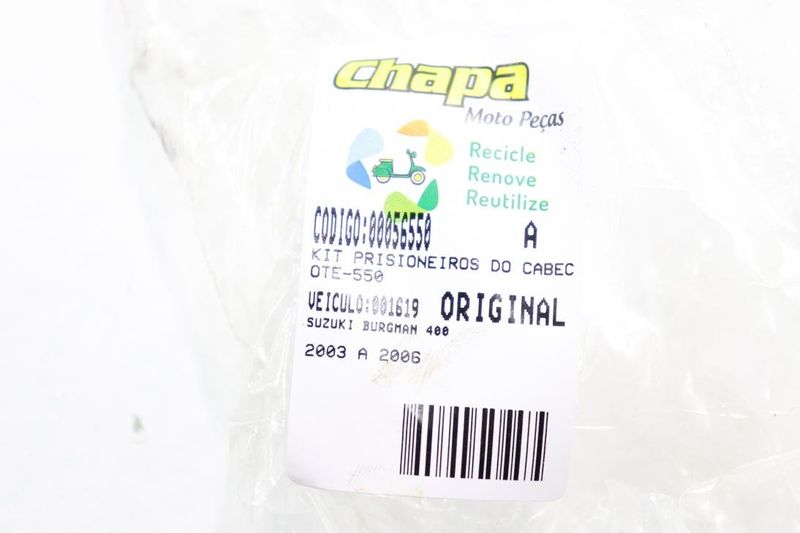 chapa
Moto Peças
Recicle
Renove
Reutilize
CODIGO:00056550 A
KIT PRISIONEIROS DO CABEC
OTE-550
VEICULO:001619 ORIGINAL
SUZUKI BURGMAN 400
2003 A 2006